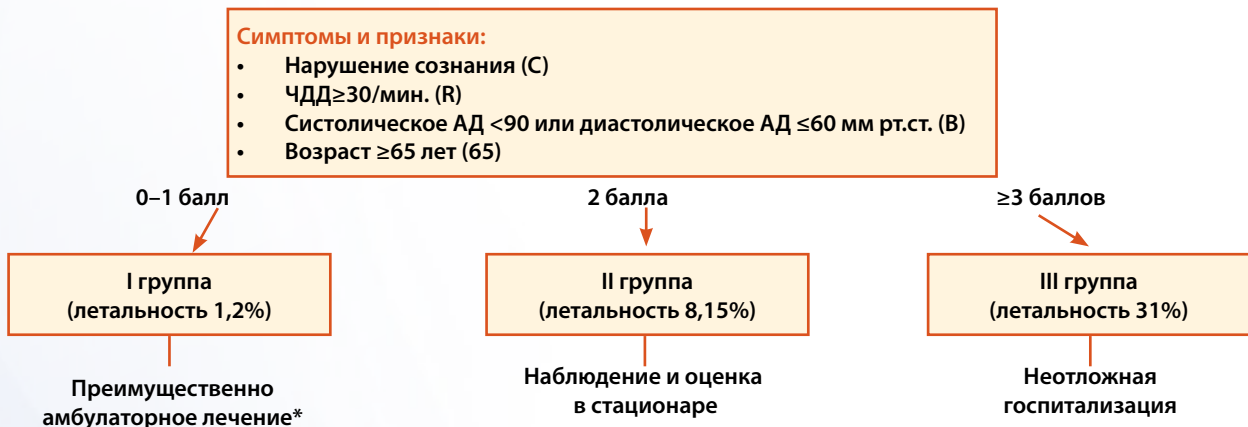 Симптомы и признаки:
• Нарушение сознания (С)
• ЧДД≥30/мин. (R)
• Систолическое АД <90 или диастолическое АД ≤60 мм рт.ст. (В)
• Возраст ≥65 лет (65)
0–1 балл
2 балла
≥3 баллов
I группа
(летальность 1,2%)
II группа
(летальность 8,15%)
III группа
(летальность 31%)
Преимущественно
амбулаторное лечение*
Наблюдение и оценка
в стационаре
Неотложная
госпитализация